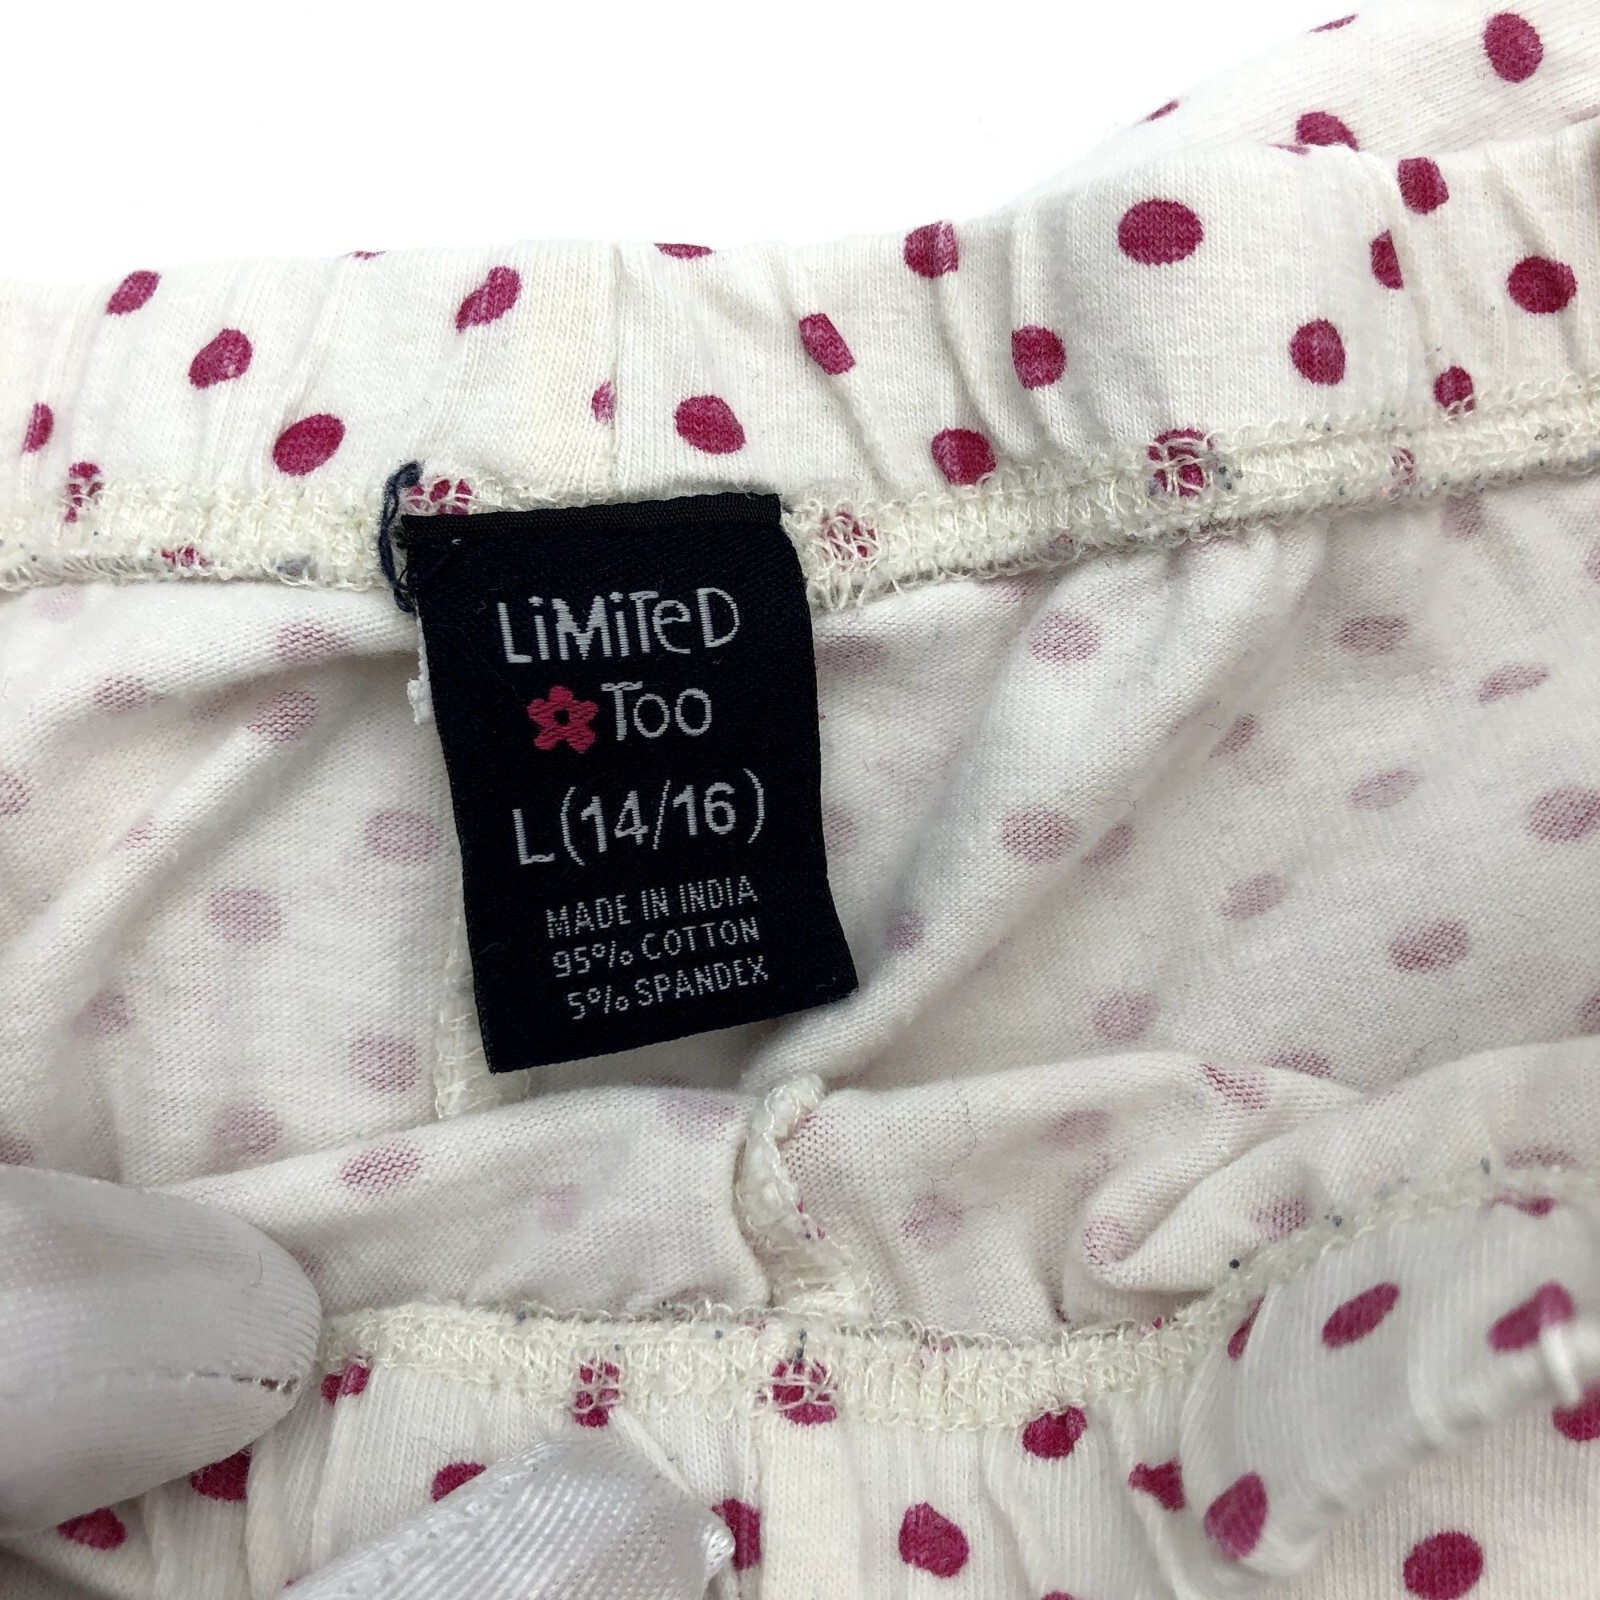 LiMiTeD
Too
L (14/16)
MADE IN INDIA
95% COTTON
5% SPANDEX